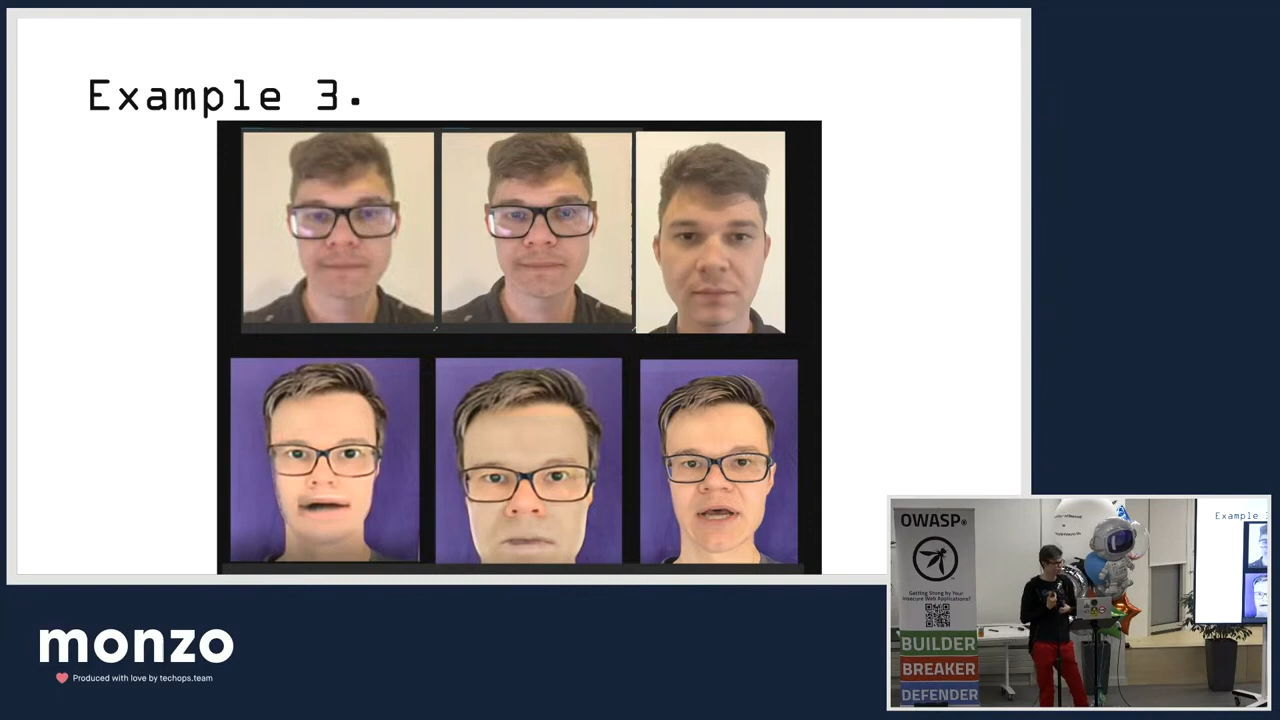 Example 3.
OWASP®
Getting Stong by Your
Insecure Web Applications?
BUILDER
BREAKER
DEFENDER
Example
monzo
Produced with love by techops.team